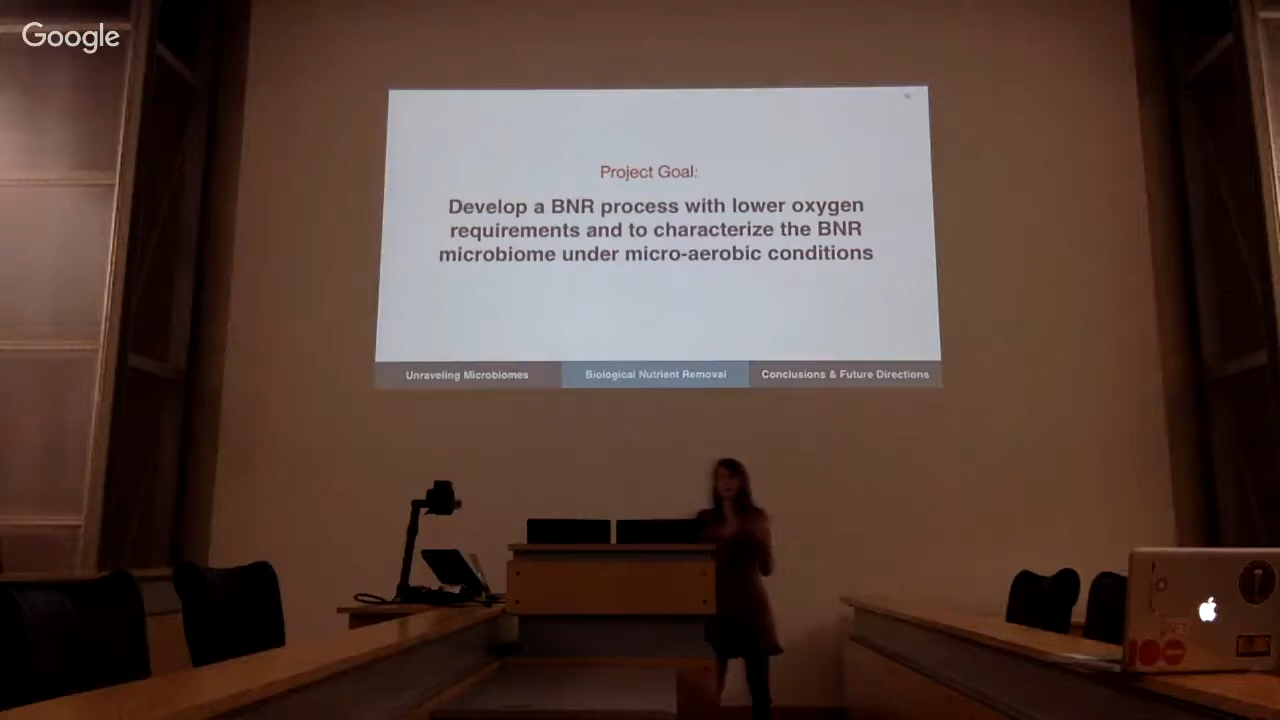 Google
Project Goal:
Develop a BNR process with lower oxygen
requirements and to characterize the BNR
microbiome under micro-aerobic conditions
Unraveling Microbiomes
Biological Nutrient Removal
Conclusions & Future Directions